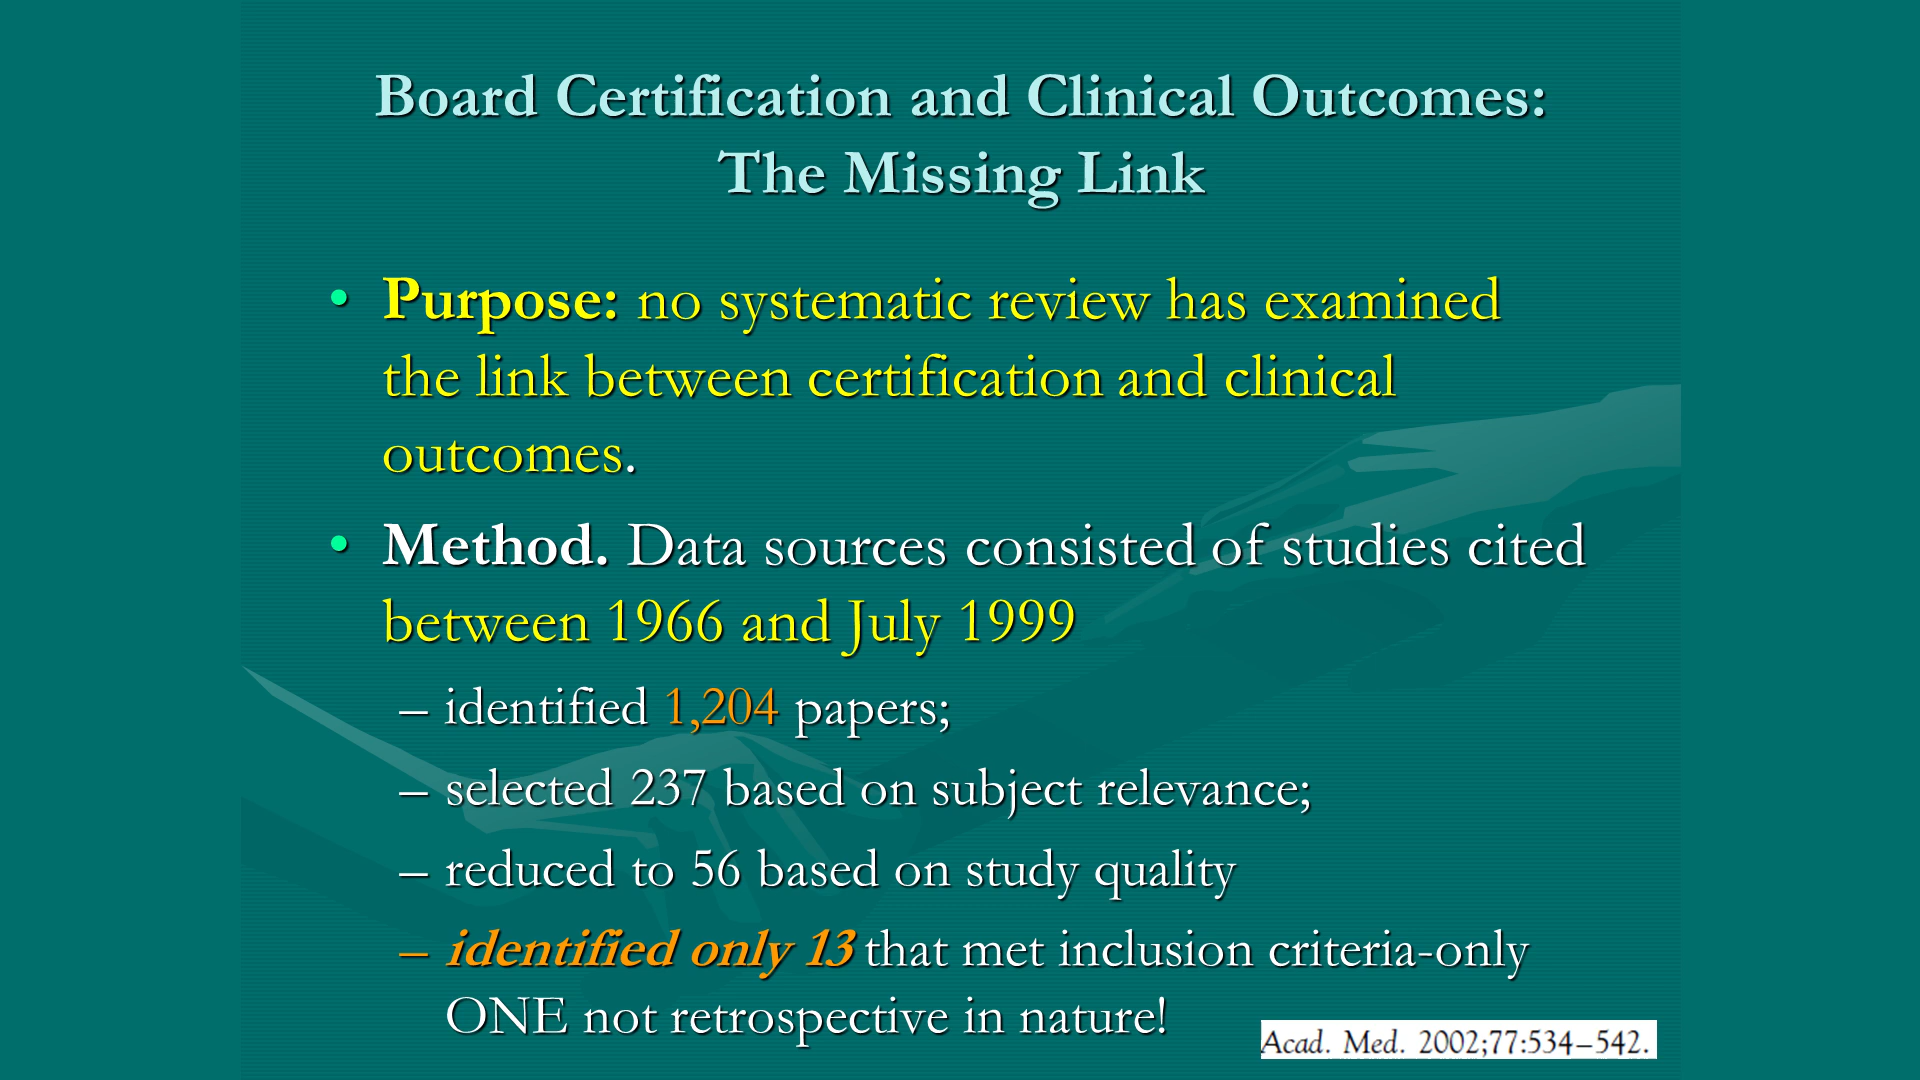 Board Certification and Clinical Outcomes:
The Missing Link
• Purpose: no systematic review has examined
the link between certification and clinical
outcomes.
• Method. Data sources consisted of studies cited
between 1966 and July 1999
– identified 1,204 papers;
– selected 237 based on subject relevance;
– reduced to 56 based on study quality
– identified only 13 that met inclusion criteria-only
ONE not retrospective in nature!
Acad. Med. 2002;77:534–542.